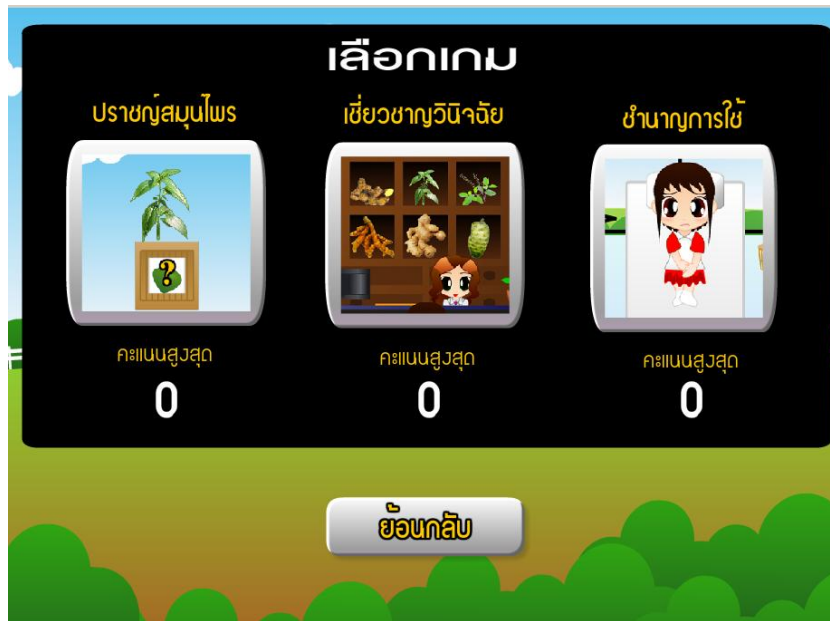 เลือกเกม
ปราชญ์สมุนไพร
เชี่ยวชาญวินิจฉัย
ชำนาญการใช้
?
คะแนนสูงสุด
คะแนนสูงสุด
คะแนนสูงสุด
0
0
0
ย้อนกลับ